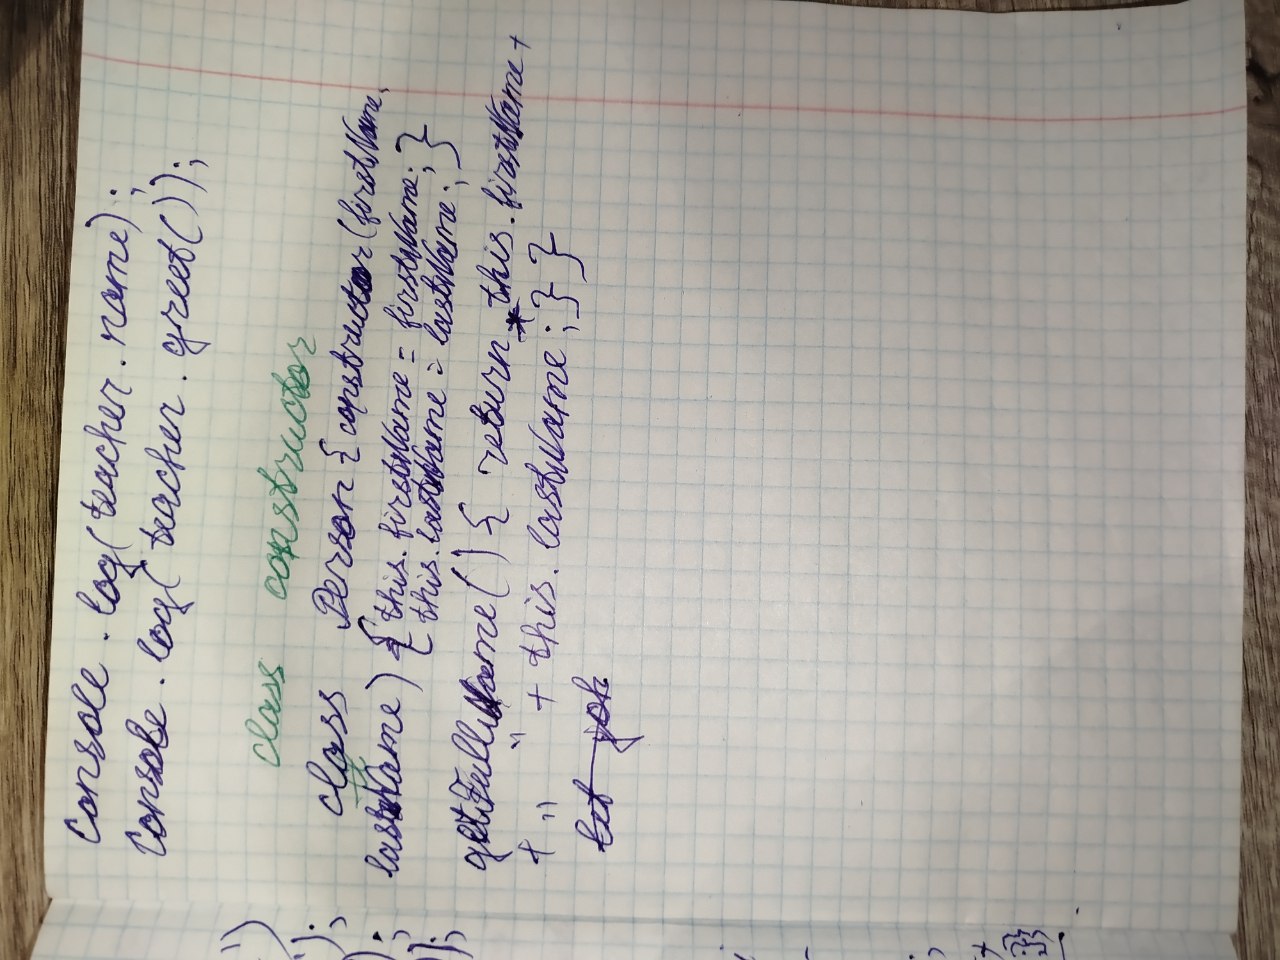 console.log(teacher.name);
console.log(teacher.greet());
class constructor
class Person { constructor(firstName,
lastName) { this.firstName = firstName;
this.lastName = lastName; }
getFullName() { return this.firstName +
+ " " + this.lastName ; } }
let joh